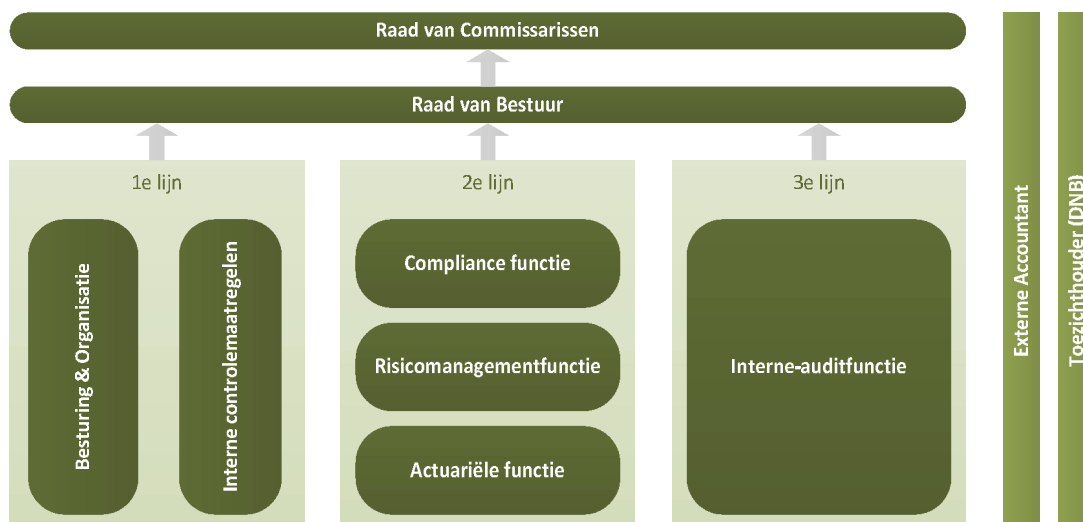 Raad van Commissarissen
Raad van Bestuur
1e lijn
Besturing & Organisatie
Interne controlemaatregelen
2e lijn
Compliance functie
Risicomanagementfunctie
Actuariële functie
3e lijn
Interne-auditfunctie
Externe Accountant
Toezichthouder (DNB)